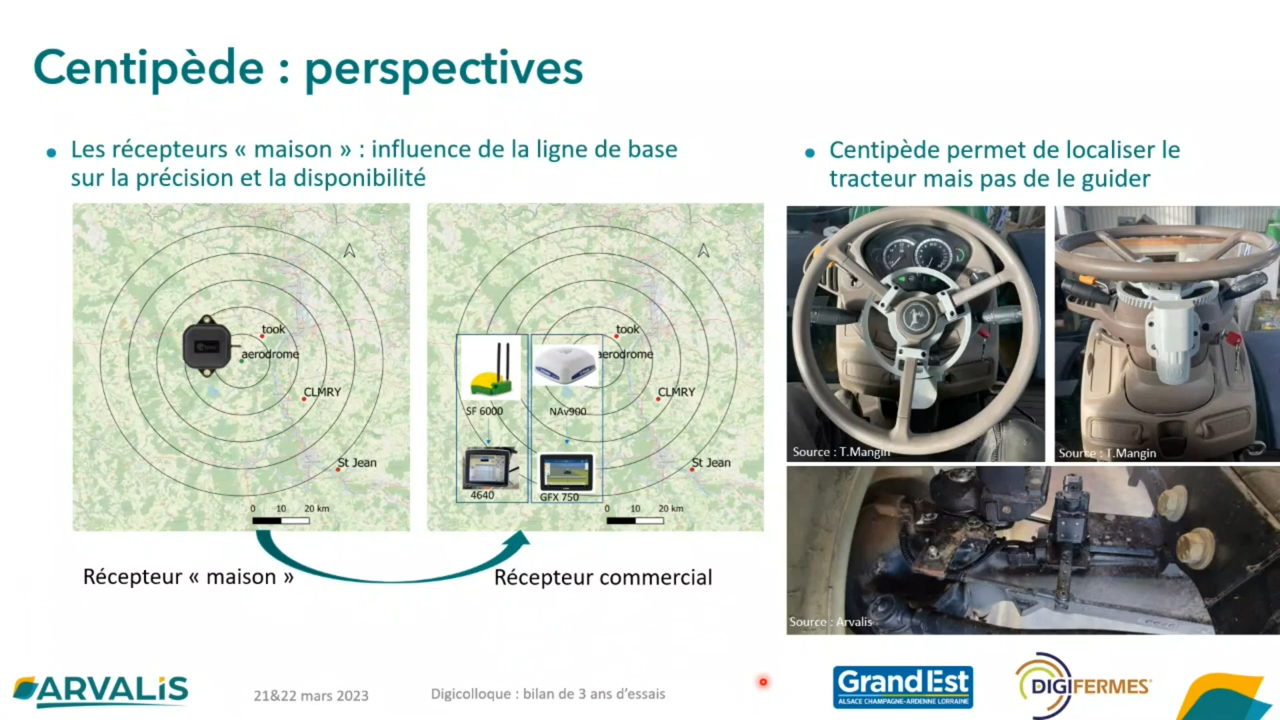 Centipède : perspectives
• Les récepteurs « maison » : influence de la ligne de base
sur la précision et la disponibilité
• Centipède permet de localiser le
tracteur mais pas de le guider
took
aerodrome
CLMRY
St Jean
0 10 20 km
took
aerodrome
SF 6000
NAv900
CLMRY
St Jean
4640
GFX 750
0 10 20 km
Récepteur « maison »
Récepteur commercial
Source : T.Mangin
Source : T.Mangin
Source : Arvalis
ARVALIS
21&22 mars 2023
Digicolloque : bilan de 3 ans d'essais
Grand Est
ALSACE CHAMPAGNE-ARDENNE LORRAINE
DIGIFERMES®